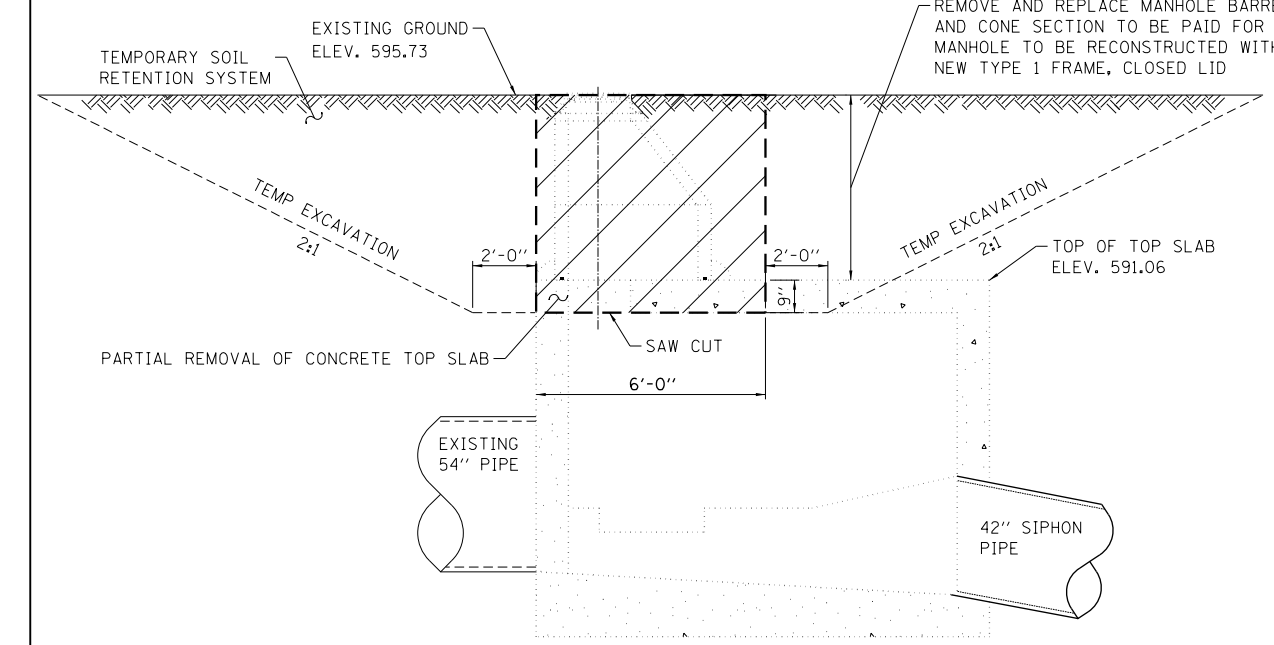 REMOVE AND REPLACE MANHOLE
AND CONE SECTION TO BE PAID FOR
MANHOLE TO BE RECONSTRUCTED
NEW TYPE 1 FRAME, CLOSED LID
EXISTING GROUND
ELEV. 595.73
TEMPORARY SOIL
RETENTION SYSTEM
TEMP EXCAVATION
2:1
TEMP EXCAVATION
2:1
2'-0"
2'-0"
9"
TOP OF TOP SLAB
ELEV. 591.06
PARTIAL REMOVAL OF CONCRETE TOP SLAB
SAW CUT
6'-0"
EXISTING
54" PIPE
42" SIPHON
PIPE